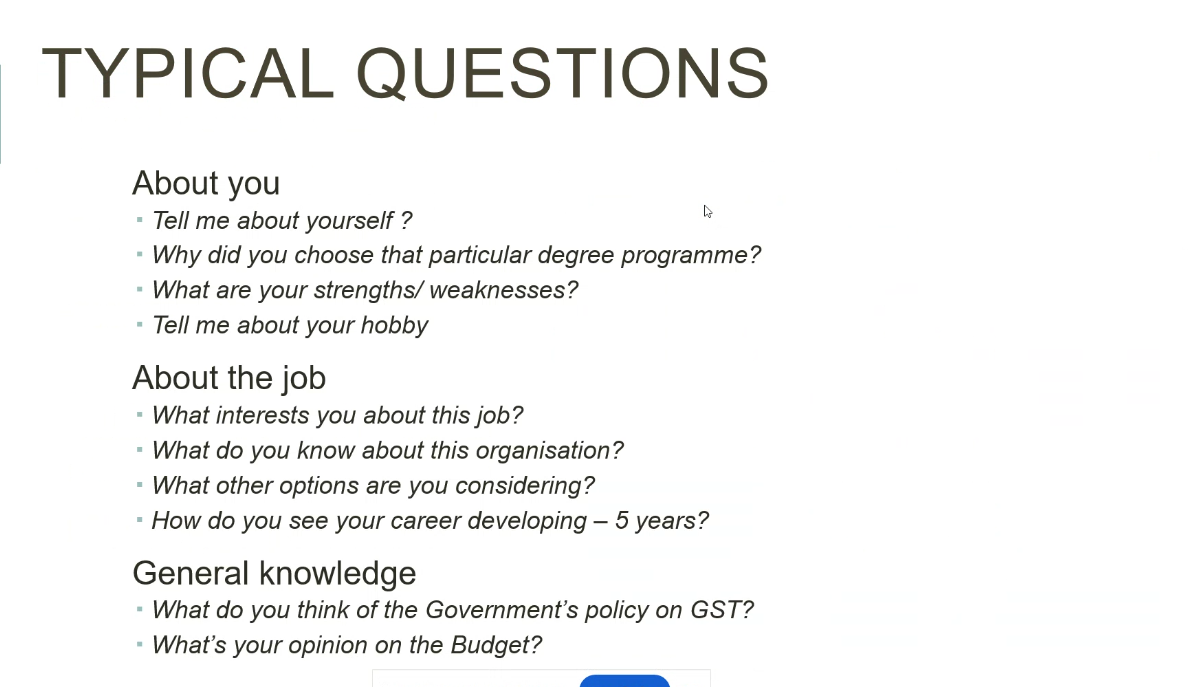 TYPICAL QUESTIONS
About you
▪ Tell me about yourself ?
▪ Why did you choose that particular degree programme?
▪ What are your strengths/ weaknesses?
▪ Tell me about your hobby
About the job
▪ What interests you about this job?
▪ What do you know about this organisation?
▪ What other options are you considering?
▪ How do you see your career developing – 5 years?
General knowledge
▪ What do you think of the Government’s policy on GST?
▪ What’s your opinion on the Budget?